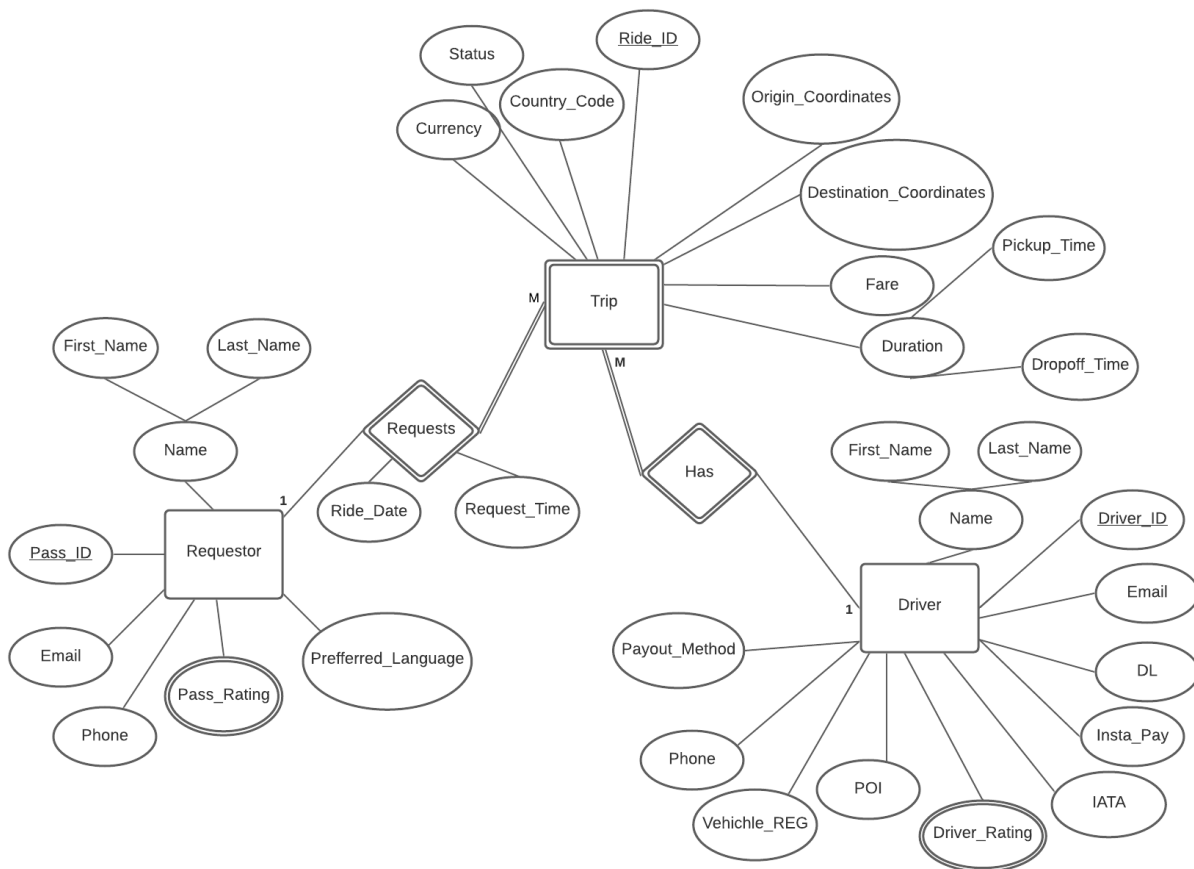 Ride_ID
Status
Country_Code
Origin_Coordinates
Currency
Destination_Coordinates
Pickup_Time
Fare
Trip
M
Duration
M
Dropoff_Time
First_Name
Last_Name
Requests
Name
First_Name
Last_Name
Has
1
Ride_Date
Request_Time
Name
Driver_ID
Pass_ID
Requestor
Driver
1
Email
Email
Preffered_Language
Payout_Method
DL
Pass_Rating
Phone
Insta_Pay
Phone
POI
IATA
Vehichle_REG
Driver_Rating